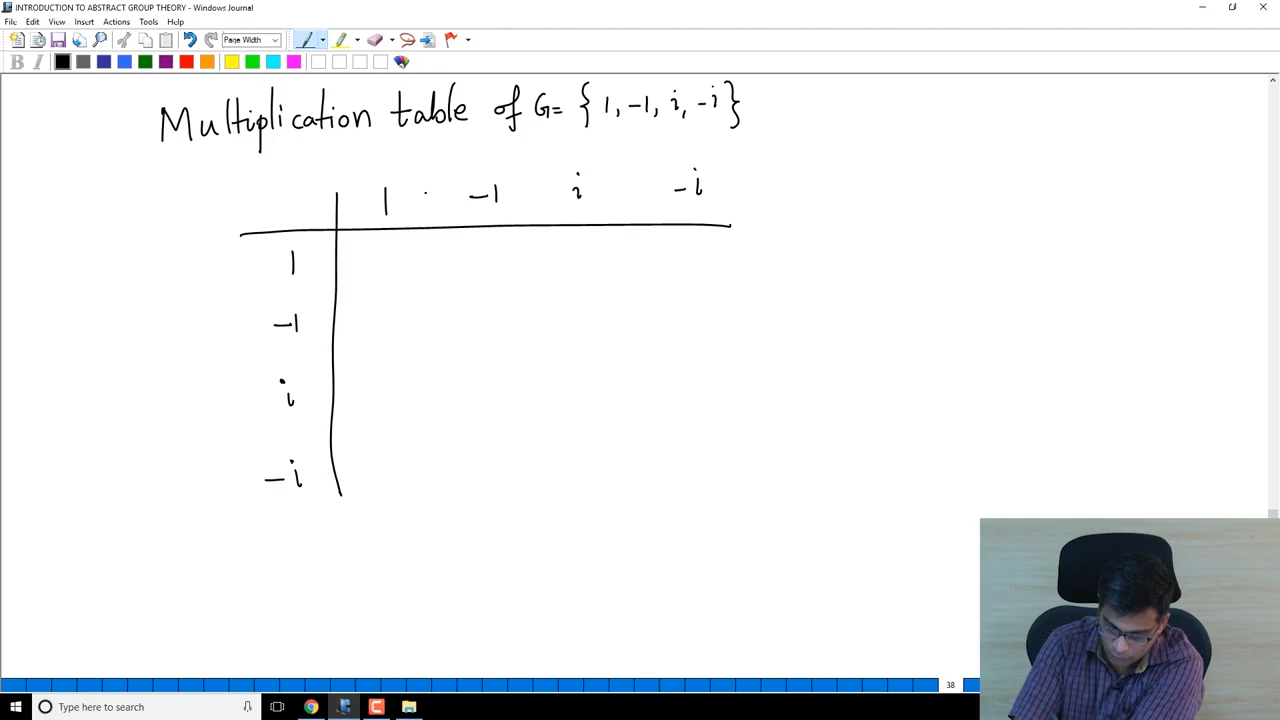 INTRODUCTION TO ABSTRACT GROUP THEORY - Windows Journal
File Edit View Insert Actions Tools Help
Page Width
B I
Multiplication table of G= { 1, -1, i, -i }
1 -1 i -i
1
-1
i
-i
38
Type here to search